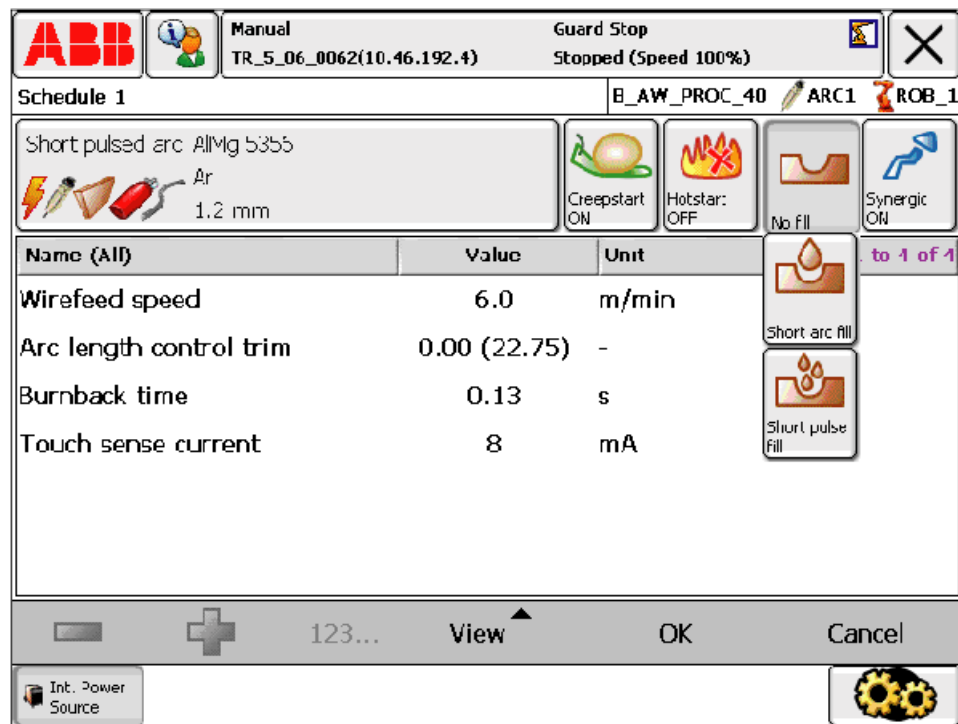 ABB
Manual
TR_5_06_0062(10.46.192.4)
Guard Stop
Stopped (Speed 100%)
Schedule 1
B_AW_PROC_40
ARC1
ROB_1
Short pulsed arc AlMg 5356
Ar
1.2 mm
Creepstart
ON
Hotstart
OFF
No fill
Synergic
ON
Name (All)
Value
Unit
to 4 of 4
Wirefeed speed
6.0
m/min
Arc length control trim
0.00 (22.75)
-
Burnback time
0.13
s
Touch sense current
8
mA
Short arc fill
Short pulse
fill
123...
View
OK
Cancel
Int. Power
Source